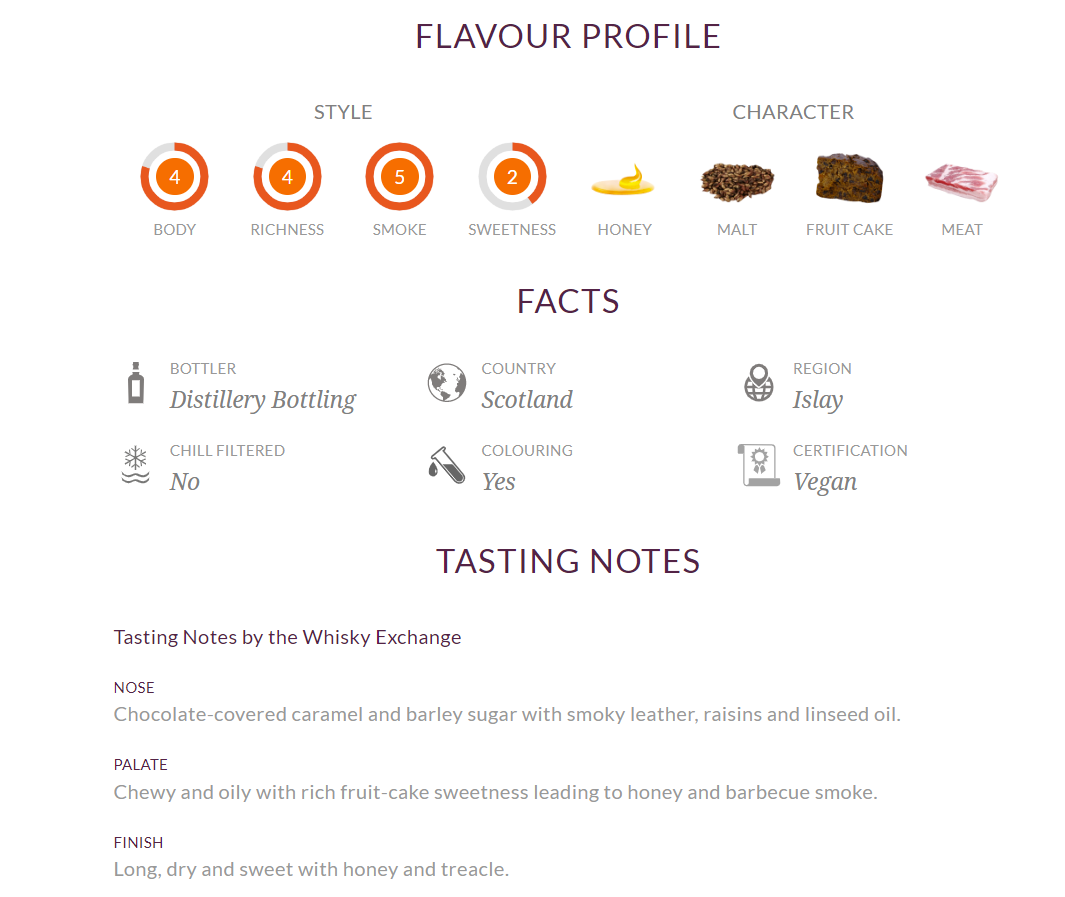 FLAVOUR PROFILE
STYLE
CHARACTER
4
4
5
2
BODY
RICHNESS
SMOKE
SWEETNESS
HONEY
MALT
FRUIT CAKE
MEAT
FACTS
BOTTLER
Distillery Bottling
COUNTRY
Scotland
REGION
Islay
CHILL FILTERED
No
COLOURING
Yes
CERTIFICATION
Vegan
TASTING NOTES
Tasting Notes by the Whisky Exchange
NOSE
Chocolate-covered caramel and barley sugar with smoky leather, raisins and linseed oil.
PALATE
Chewy and oily with rich fruit-cake sweetness leading to honey and barbecue smoke.
FINISH
Long, dry and sweet with honey and treacle.